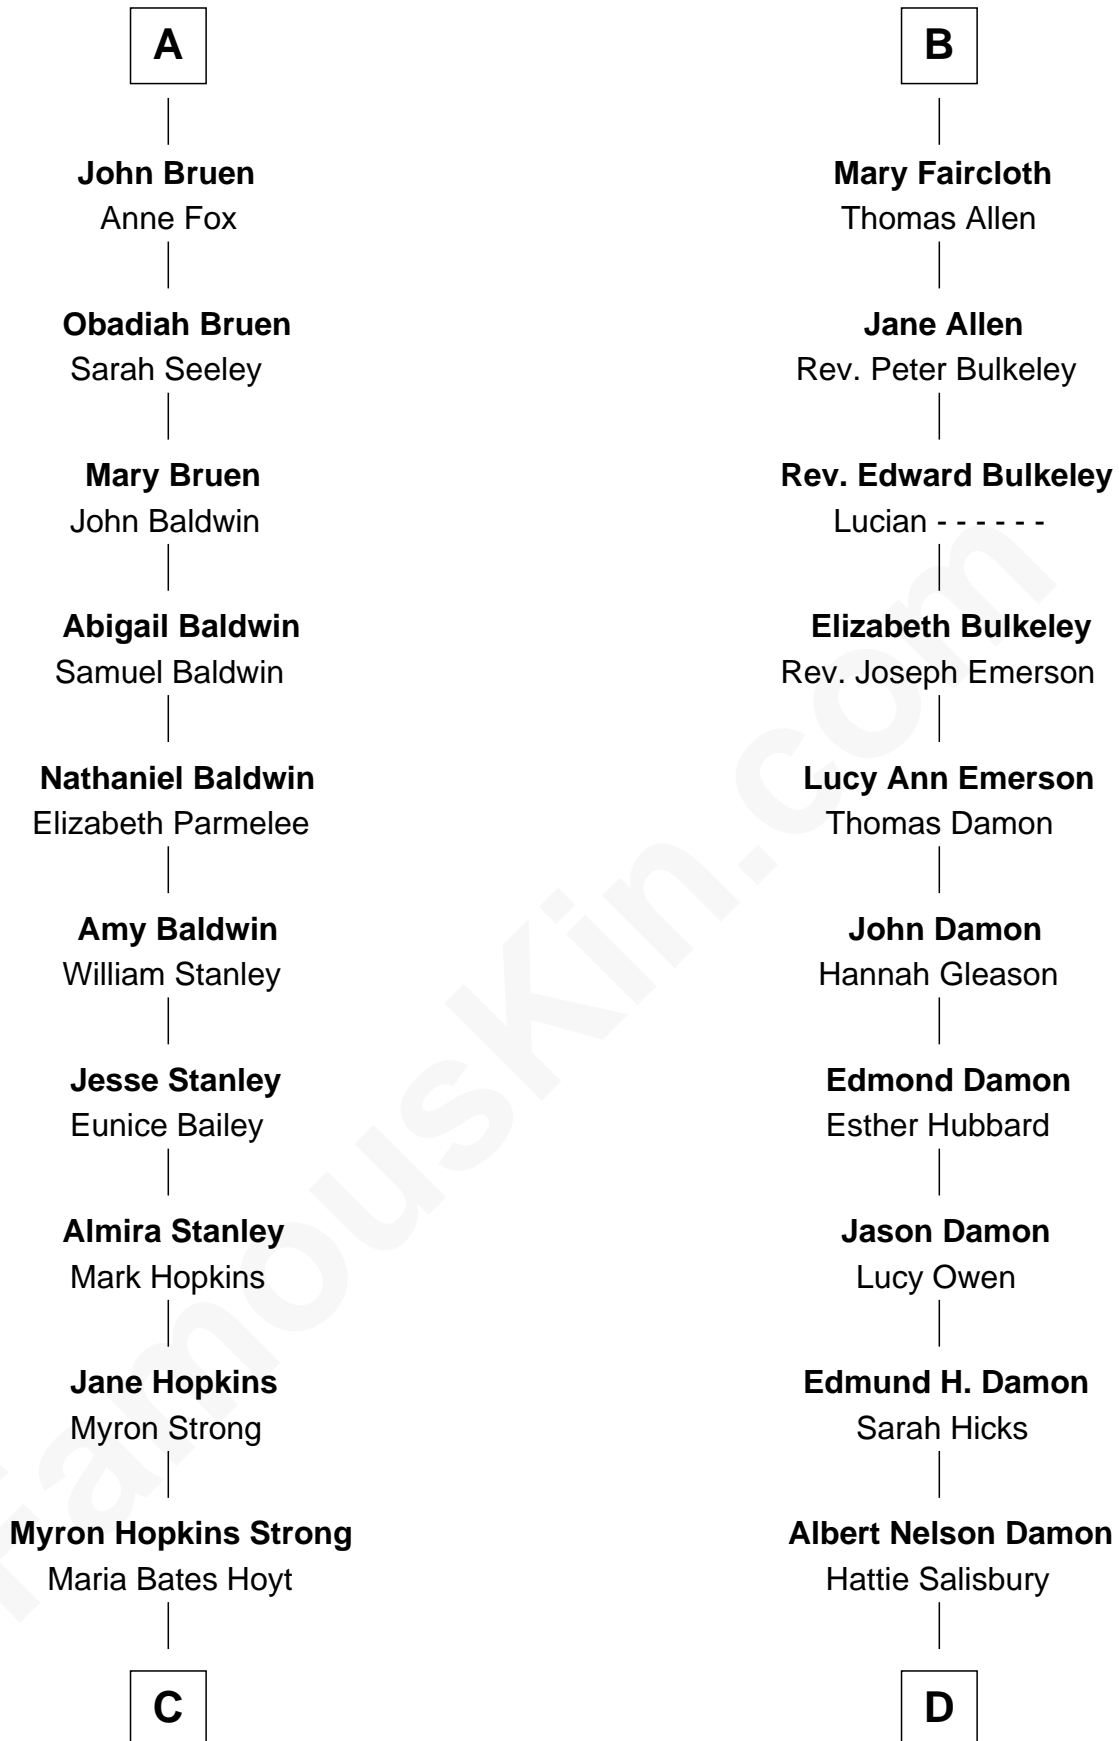 A
John Bruen
Anne Fox
Obadiah Bruen
Sarah Seeley
Mary Bruen
John Baldwin
Abigail Baldwin
Samuel Baldwin
Nathaniel Baldwin
Elizabeth Parmelee
Amy Baldwin
William Stanley
Jesse Stanley
Eunice Bailey
Almira Stanley
Mark Hopkins
Jane Hopkins
Myron Strong
Myron Hopkins Strong
Maria Bates Hoyt
C
B
Mary Faircloth
Thomas Allen
Jane Allen
Rev. Peter Bulkeley
Rev. Edward Bulkeley
Lucian - - - - - -
Elizabeth Bulkeley
Rev. Joseph Emerson
Lucy Ann Emerson
Thomas Damon
John Damon
Hannah Gleason
Edmond Damon
Esther Hubbard
Jason Damon
Lucy Owen
Edmund H. Damon
Sarah Hicks
Albert Nelson Damon
Hattie Salisbury
D
FamousKin.com